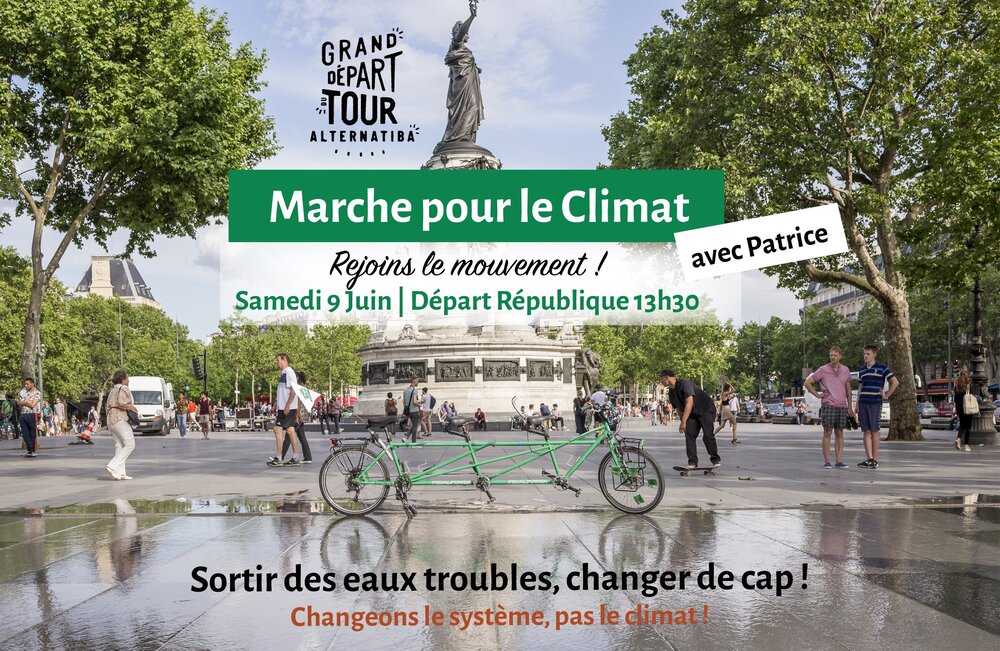 GRAND
DÉPART
DU
TOUR
ALTERNATIBA
Marche pour le Climat
avec Patrice
Rejoins le mouvement !
Samedi 9 Juin | Départ République 13h30
Sortir des eaux troubles, changer de cap !
Changeons le système, pas le climat !